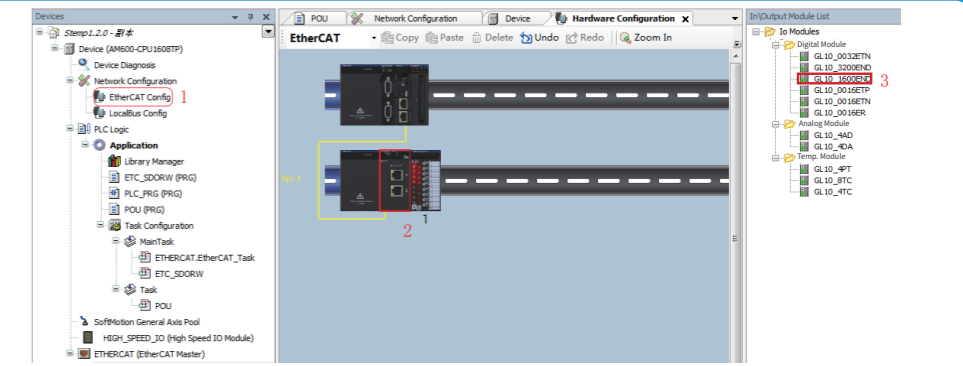 Devices
Stemp1.2.0 - 副本
Device (AM600-CPU1608TP)
Device Diagnosis
Network Configuration
EtherCAT Config 1
LocalBus Config
PLC Logic
Application
Library Manager
ETC_SDORW (PRG)
PLC_PRG (PRG)
POU (PRG)
Task Configuration
MainTask
ETHERCAT.EtherCAT_Task
ETC_SDORW
Task
POU
SoftMotion General Axis Pool
HIGH_SPEED_IO (High Speed IO Module)
ETHERCAT (EtherCAT Master)
POU Network Configuration Device Hardware Configuration X
EtherCAT Copy Paste Delete Undo Redo Zoom In
No 1
1
2
In\Output Module List
Io Modules
Digital Module
GL10_0032ETN
GL10_3200END
GL10_1600END 3
GL10_0016ETP
GL10_0016ETN
GL10_0016ER
Analog Module
GL10_4AD
GL10_4DA
Temp. Module
GL10_4PT
GL10_8TC
GL10_4TC